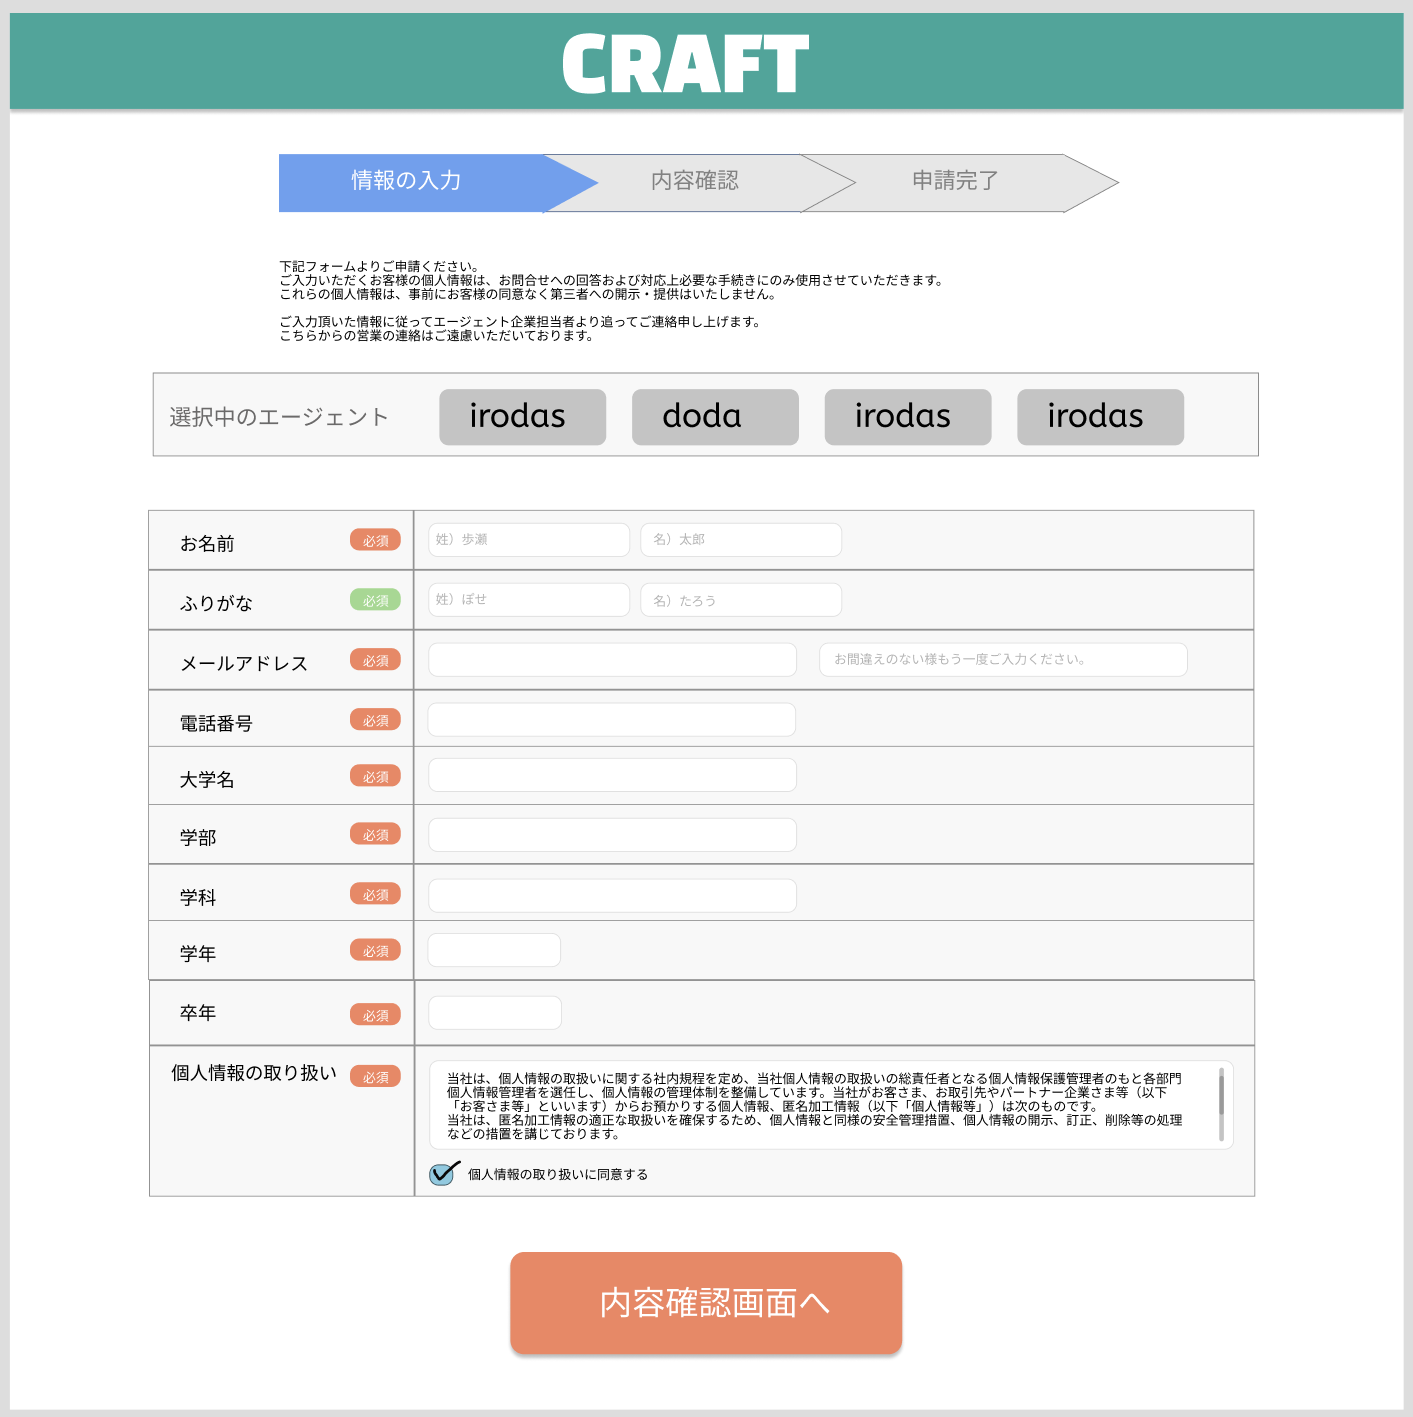 CRAFT
情報の入力
内容確認
申請完了
下記フォームよりご申請ください。
ご入力いただくお客様の個人情報は、お問合せへの回答および対応上必要な手続きにのみ使用させていただきます。
これらの個人情報は、事前にお客様の同意なく第三者への開示・提供はいたしません。
ご入力頂いた情報に従ってエージェント企業担当者より追ってご連絡申し上げます。
こちらからの営業の連絡はご遠慮いただいております。
選択中のエージェント
irodas
doda
irodas
irodas
お名前
必須
姓）歩瀬
名）太郎
ふりがな
必須
姓）ぽせ
名）たろう
メールアドレス
必須
お間違えのない様もう一度ご入力ください。
電話番号
必須
大学名
必須
学部
必須
学科
必須
学年
必須
卒年
必須
個人情報の取り扱い
必須
当社は、個人情報の取扱いに関する社内規程を定め、当社個人情報の取扱いの総責任者となる個人情報保護管理者のもと各部門
個人情報管理者を選任し、個人情報の管理体制を整備しています。当社がお客さま、お取引先やパートナー企業さま等（以下
「お客さま等」といいます）からお預かりする個人情報、匿名加工情報（以下「個人情報等」）は次のものです。
当社は、匿名加工情報の適正な取扱いを確保するため、個人情報と同様の安全管理措置、個人情報の開示、訂正、削除等の処理
などの措置を講じております。
個人情報の取り扱いに同意する
内容確認画面へ